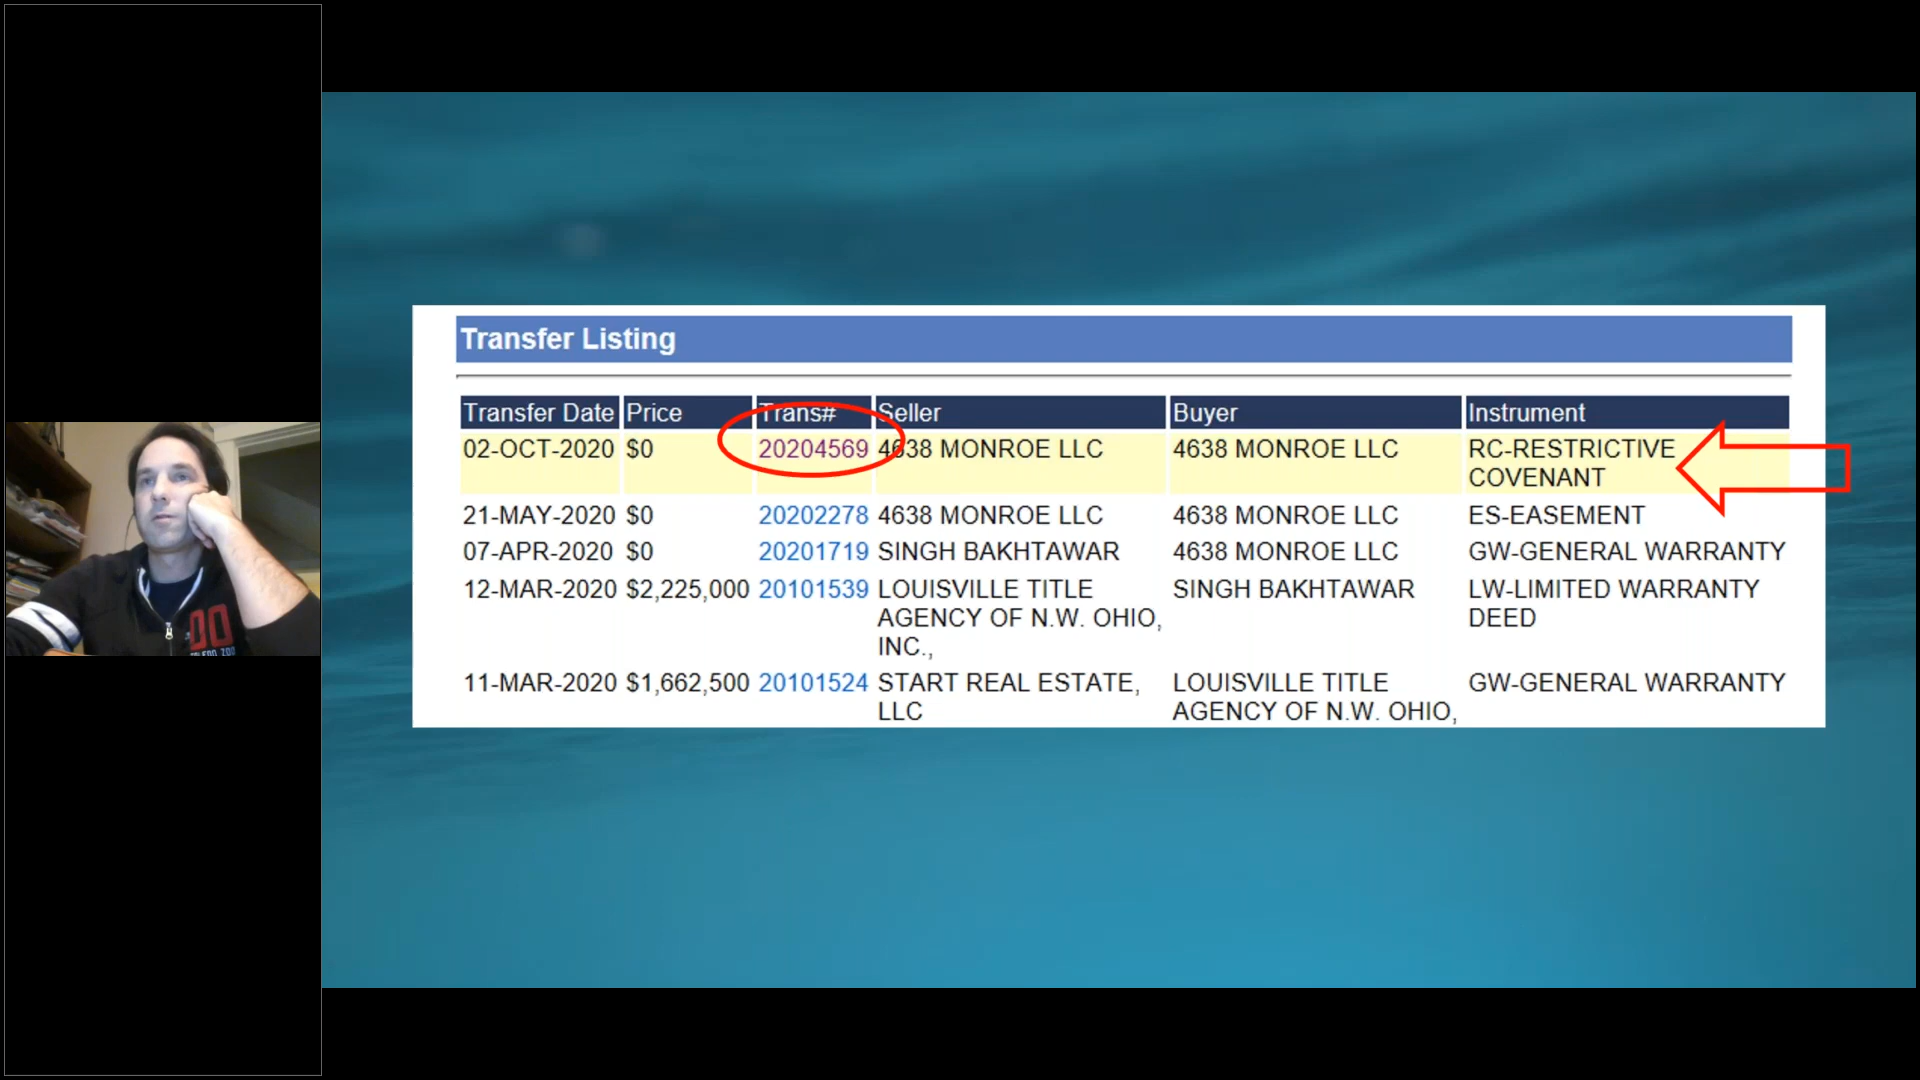 Transfer Listing
Transfer Date Price Trans# Seller Buyer Instrument
02-OCT-2020 $0 20204569 4638 MONROE LLC 4638 MONROE LLC RC-RESTRICTIVE
COVENANT
21-MAY-2020 $0 20202278 4638 MONROE LLC 4638 MONROE LLC ES-EASEMENT
07-APR-2020 $0 20201719 SINGH BAKHTAWAR 4638 MONROE LLC GW-GENERAL WARRANTY
12-MAR-2020 $2,225,000 20101539 LOUISVILLE TITLE SINGH BAKHTAWAR LW-LIMITED WARRANTY
AGENCY OF N.W. OHIO, DEED
INC.,
11-MAR-2020 $1,662,500 20101524 START REAL ESTATE, LOUISVILLE TITLE GW-GENERAL WARRANTY
LLC AGENCY OF N.W. OHIO,